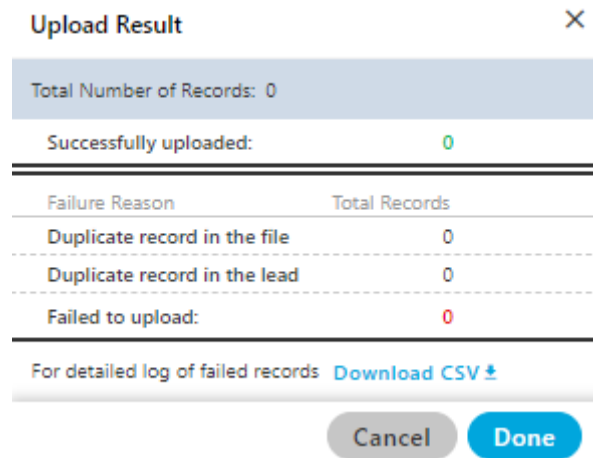 Upload Result
Total Number of Records: 0
Successfully uploaded: 0
Failure Reason Total Records
Duplicate record in the file 0
Duplicate record in the lead 0
Failed to upload: 0
For detailed log of failed records Download CSV
Cancel Done